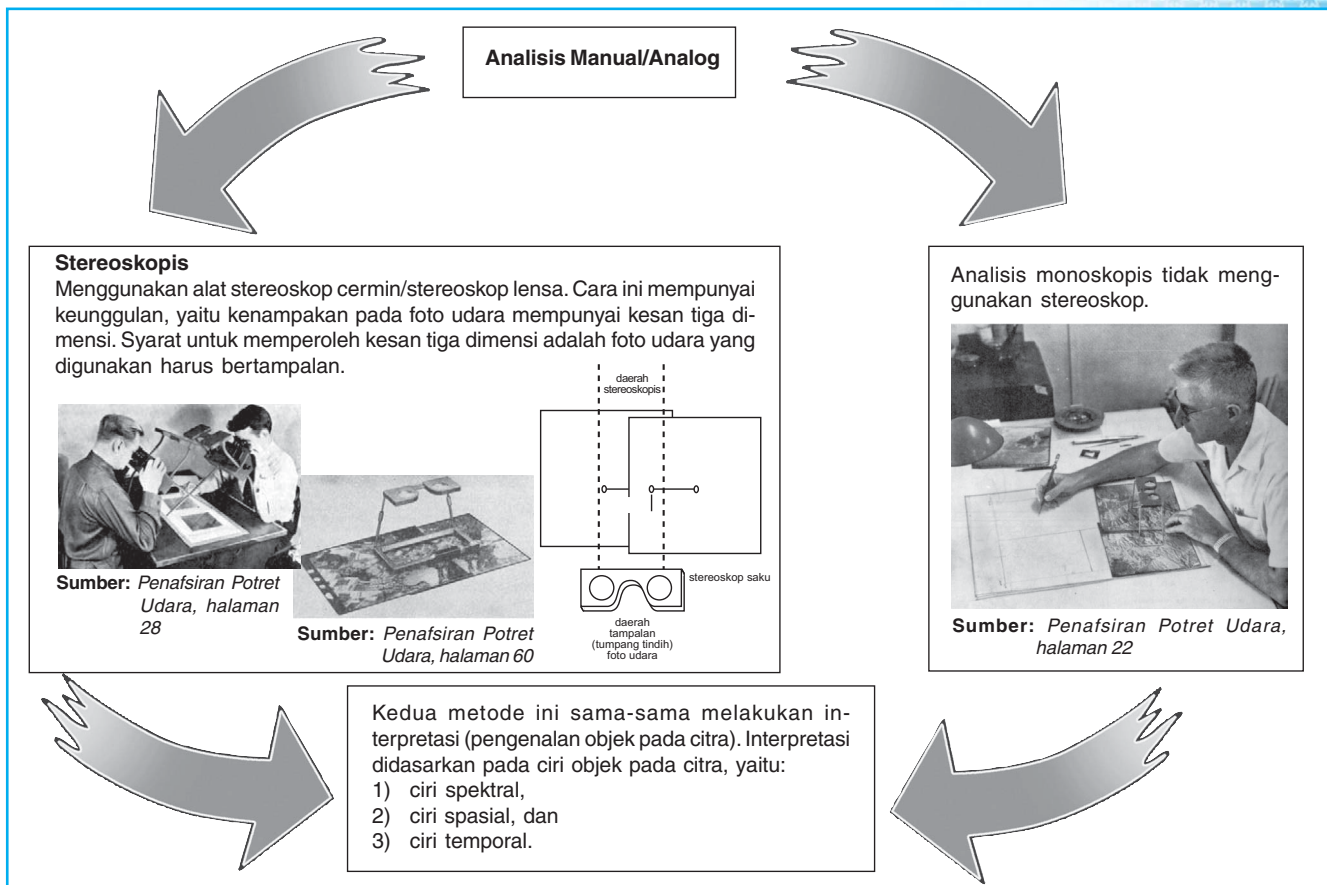 Analisis Manual/Analog
Stereoskopis
Menggunakan alat stereoskop cermin/stereoskop lensa. Cara ini mempunyai
keunggulan, yaitu kenampakan pada foto udara mempunyai kesan tiga di-
mensi. Syarat untuk memperoleh kesan tiga dimensi adalah foto udara yang
digunakan harus bertampalan.
daerah
stereoskopis
stereoskop saku
daerah
tampalan
(tumpang tindih)
foto udara
Sumber: Penafsiran Potret
Udara, halaman
28
Sumber: Penafsiran Potret
Udara, halaman 60
Analisis monoskopis tidak meng-
gunakan stereoskop.
Sumber: Penafsiran Potret Udara,
halaman 22
Kedua metode ini sama-sama melakukan in-
terpretasi (pengenalan objek pada citra). Interpretasi
didasarkan pada ciri objek pada citra, yaitu:
1) ciri spektral,
2) ciri spasial, dan
3) ciri temporal.